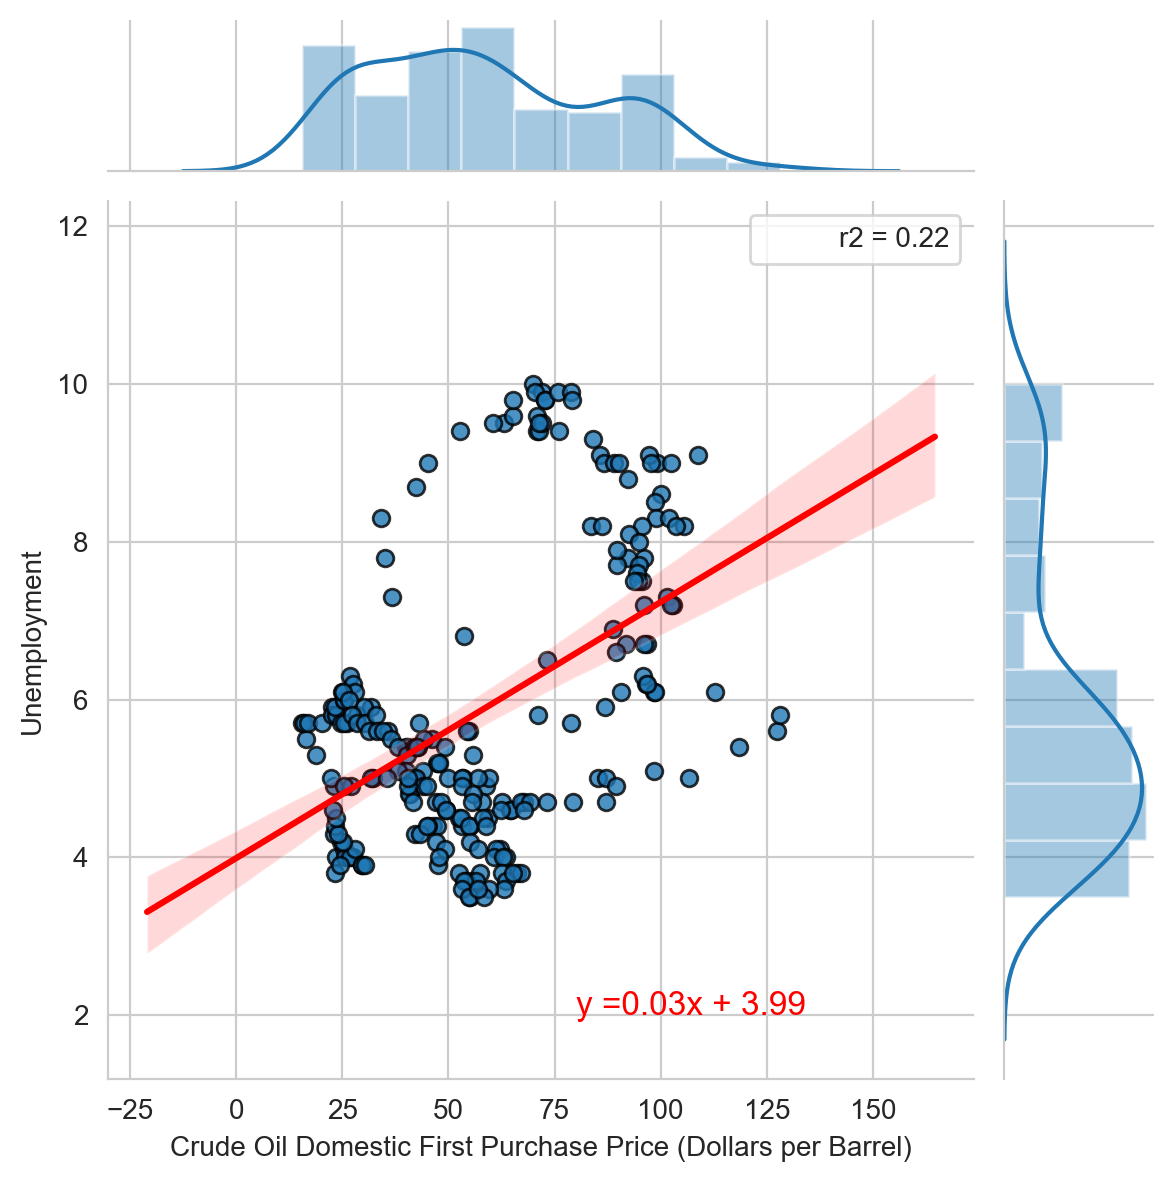 r2 = 0.22
12
10
8
6
4
2
Unemployment
y =0.03x + 3.99
−25 0 25 50 75 100 125 150
Crude Oil Domestic First Purchase Price (Dollars per Barrel)